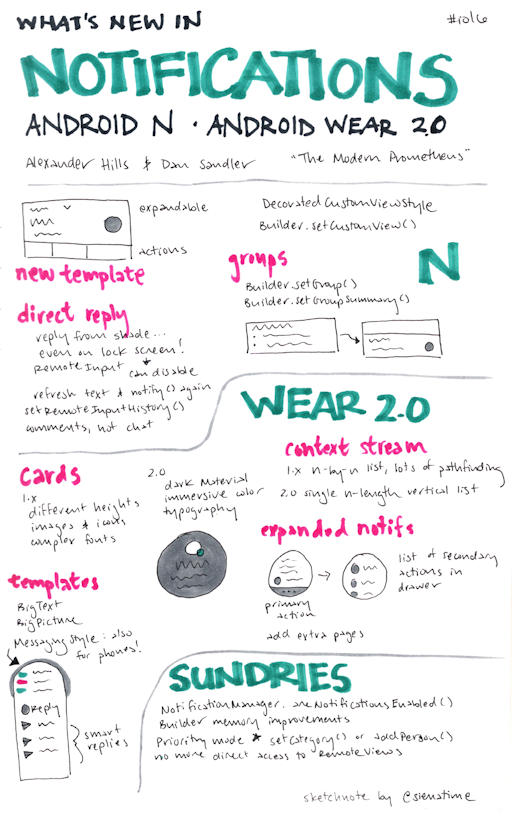 WHAT'S NEW IN
#io16
NOTIFICATIONS
ANDROID N · ANDROID WEAR 2.0
Alexander Hills & Dan Sandler "The Modern Prometheus"
expandable
actions
new template
DecoratedCustomViewStyle
Builder.setCustomView()
N
groups
Builder.setGroup()
Builder.setGroupSummary()
direct reply
reply from shade...
even on lock screen!
RemoteInput
can disable
refresh text & notify() again
setRemoteInputHistory()
comments, not chat
WEAR 2.0
context stream
1.x n-by-n list, lots of pathfinding
2.0 single n-length vertical list
cards
1.x
different heights
images & icons
complex fonts
2.0
dark material
immersive color
typography
expanded notifs
primary
action
list of secondary
actions in
drawer
add extra pages
templates
BigText
BigPicture
MessagingStyle: also
for phones!
Reply
smart
replies
SUNDRIES
NotificationManager.areNotificationsEnabled()
Builder memory improvements
Priority mode ★ setCategory() or addPerson()
no more direct access to RemoteViews
sketchnote by @sienatime